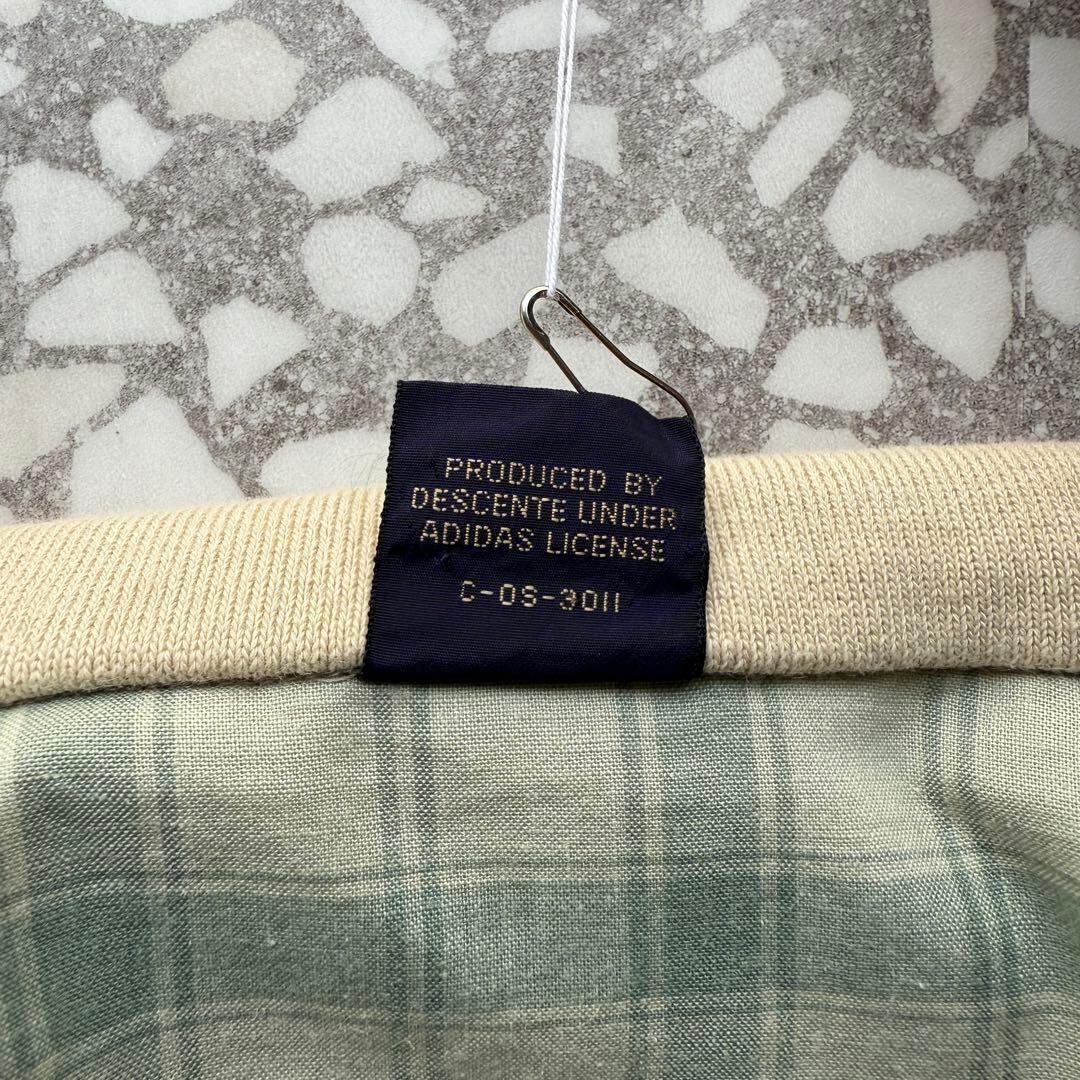 PRODUCED BY
DESCENTE UNDER
ADIDAS LICENSE
C-OS-3011